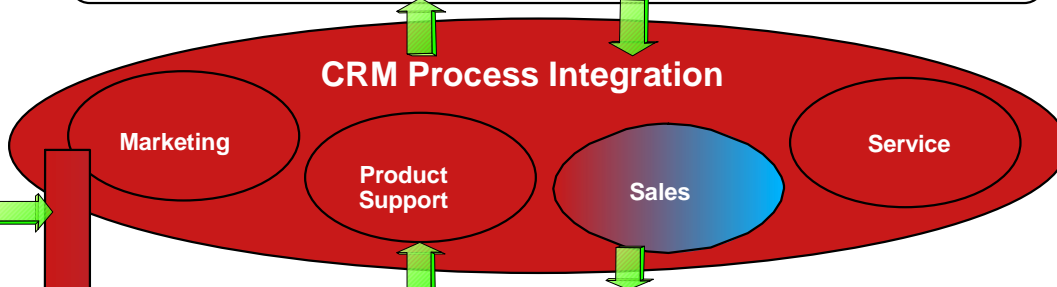 CRM Process Integration
Marketing
Product
Support
Sales
Service